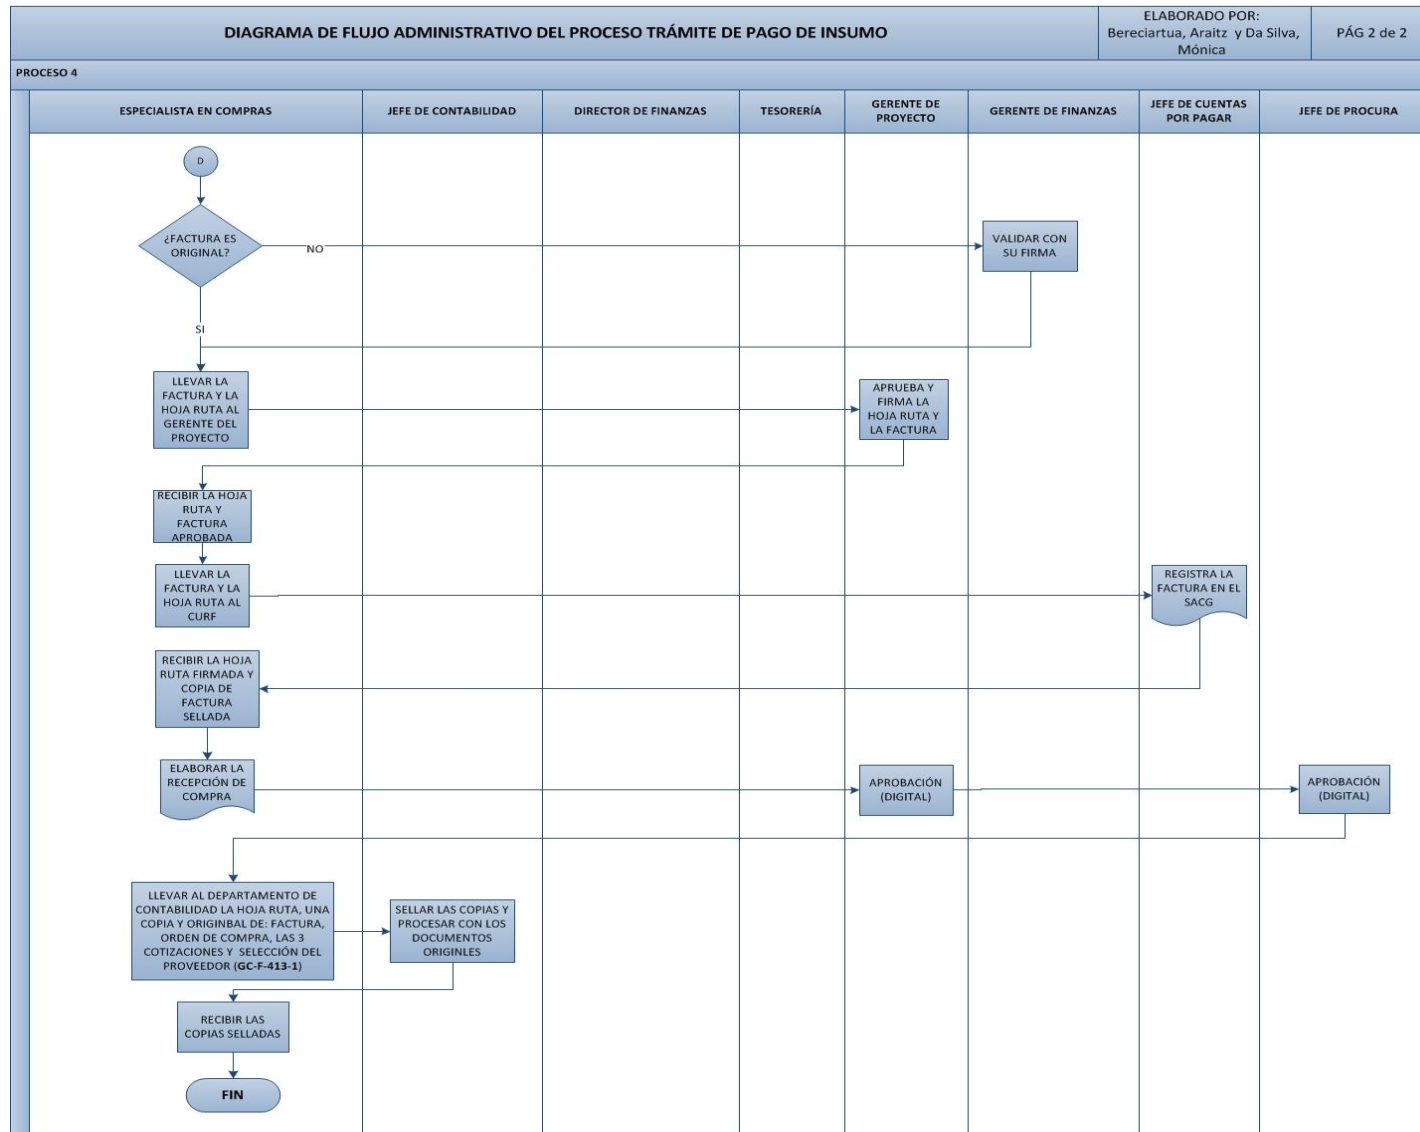 DIAGRAMA DE FLUJO ADMINISTRATIVO DEL PROCESO TRÁMITE DE PAGO DE INSUMO
ELABORADO POR:
Bereciartua, Araitz y Da Silva,
Mónica
PÁG 2 de 2
PROCESO 4
ESPECIALISTA EN COMPRAS
JEFE DE CONTABILIDAD
DIRECTOR DE FINANZAS
TESORERÍA
GERENTE DE
PROYECTO
GERENTE DE FINANZAS
JEFE DE CUENTAS
POR PAGAR
JEFE DE PROCURA
D
¿FACTURA ES
ORIGINAL?
NO
VALIDAR CON
SU FIRMA
SI
LLEVAR LA
FACTURA Y LA
HOJA RUTA AL
GERENTE DEL
PROYECTO
APRUEBA Y
FIRMA LA
HOJA RUTA Y
LA FACTURA
RECIBIR LA HOJA
RUTA Y
FACTURA
APROBADA
LLEVAR LA
FACTURA Y LA
HOJA RUTA AL
CURF
REGISTRA LA
FACTURA EN EL
SACG
RECIBIR LA HOJA
RUTA FIRMADA Y
COPIA DE
FACTURA
SELLADA
ELABORAR LA
RECEPCIÓN DE
COMPRA
APROBACIÓN
(DIGITAL)
APROBACIÓN
(DIGITAL)
LLEVAR AL DEPARTAMENTO DE
CONTABILIDAD LA HOJA RUTA, UNA
COPIA Y ORIGINBAL DE: FACTURA,
ORDEN DE COMPRA, LAS 3
COTIZACIONES Y SELECCIÓN DEL
PROVEEDOR (GC-F-413-1)
SELLAR LAS COPIAS Y
PROCESAR CON LOS
DOCUMENTOS
ORIGINLES
RECIBIR LAS
COPIAS SELLADAS
FIN